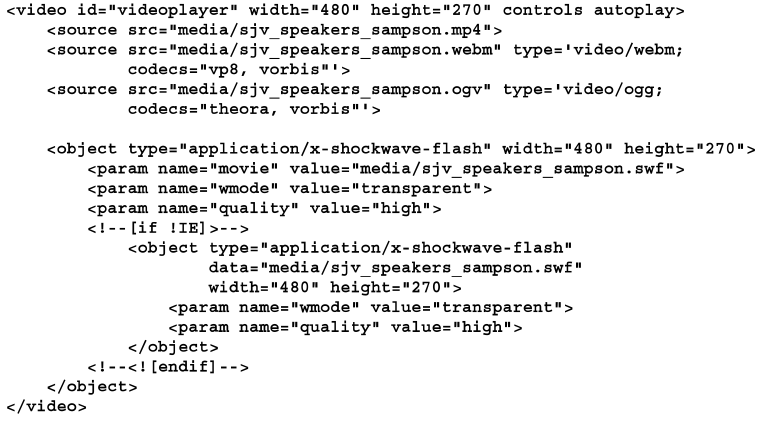 <video id="videoplayer" width="480" height="270" controls autoplay>
    <source src="media/sjv_speakers_sampson.mp4">
    <source src="media/sjv_speakers_sampson.webm" type='video/webm;
            codecs="vp8, vorbis"'>
    <source src="media/sjv_speakers_sampson.ogv" type='video/ogg;
            codecs="theora, vorbis"'>

    <object type="application/x-shockwave-flash" width="480" height="270">
        <param name="movie" value="media/sjv_speakers_sampson.swf">
        <param name="wmode" value="transparent">
        <param name="quality" value="high">
        <!--[if !IE]>-->
            <object type="application/x-shockwave-flash"
                    data="media/sjv_speakers_sampson.swf"
                    width="480" height="270">
                <param name="wmode" value="transparent">
                <param name="quality" value="high">
            </object>
        <!--<![endif]-->
    </object>
</video>